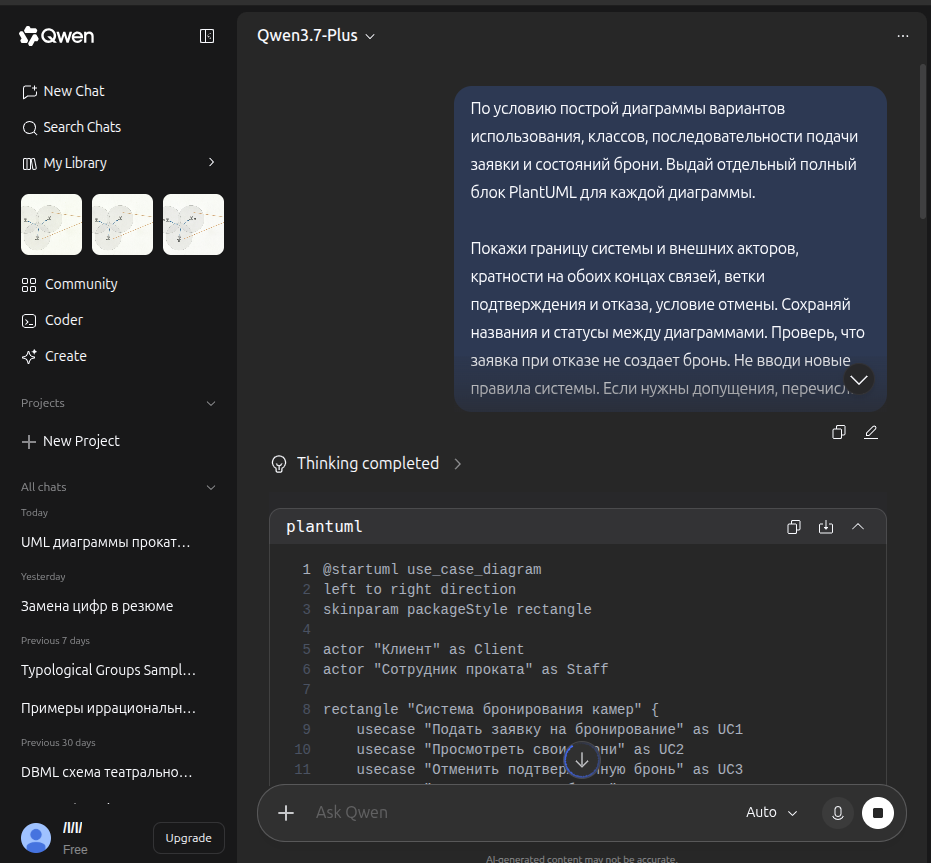 Qwen
New Chat
Search Chats
My Library
Community
Coder
Create
Projects
New Project
All chats
Today
UML диаграммы прокат...
Yesterday
Замена цифр в резюме
Previous 7 days
Typological Groups Sampl...
Примеры иррациональн...
Previous 30 days
DBML схема театрально...
Free
Upgrade
Qwen3.7-Plus
По условию построй диаграммы вариантов
использования, классов, последовательности подачи
заявки и состояний брони. Выдай отдельный полный
блок PlantUML для каждой диаграммы.
Покажи границу системы и внешних акторов,
кратности на обоих концах связей, ветки
подтверждения и отказа, условие отмены. Сохраняй
названия и статусы между диаграммами. Проверь, что
заявка при отказе не создает бронь. Не вводи новые
правила системы. Если нужны допущения,
Thinking completed
plantuml
1 @startuml use_case_diagram
2 left to right direction
3 skinparam packageStyle rectangle
4
5 actor "Клиент" as Client
6 actor "Сотрудник проката" as Staff
7
8 rectangle "Система бронирования камер" {
9 usecase "Подать заявку на бронирование" as UC1
10 usecase "Просмотреть свои брони" as UC2
11 usecase "Отменить подтвержденную бронь" as UC3
Ask Qwen
Auto
AI-generated content may not be accurate.